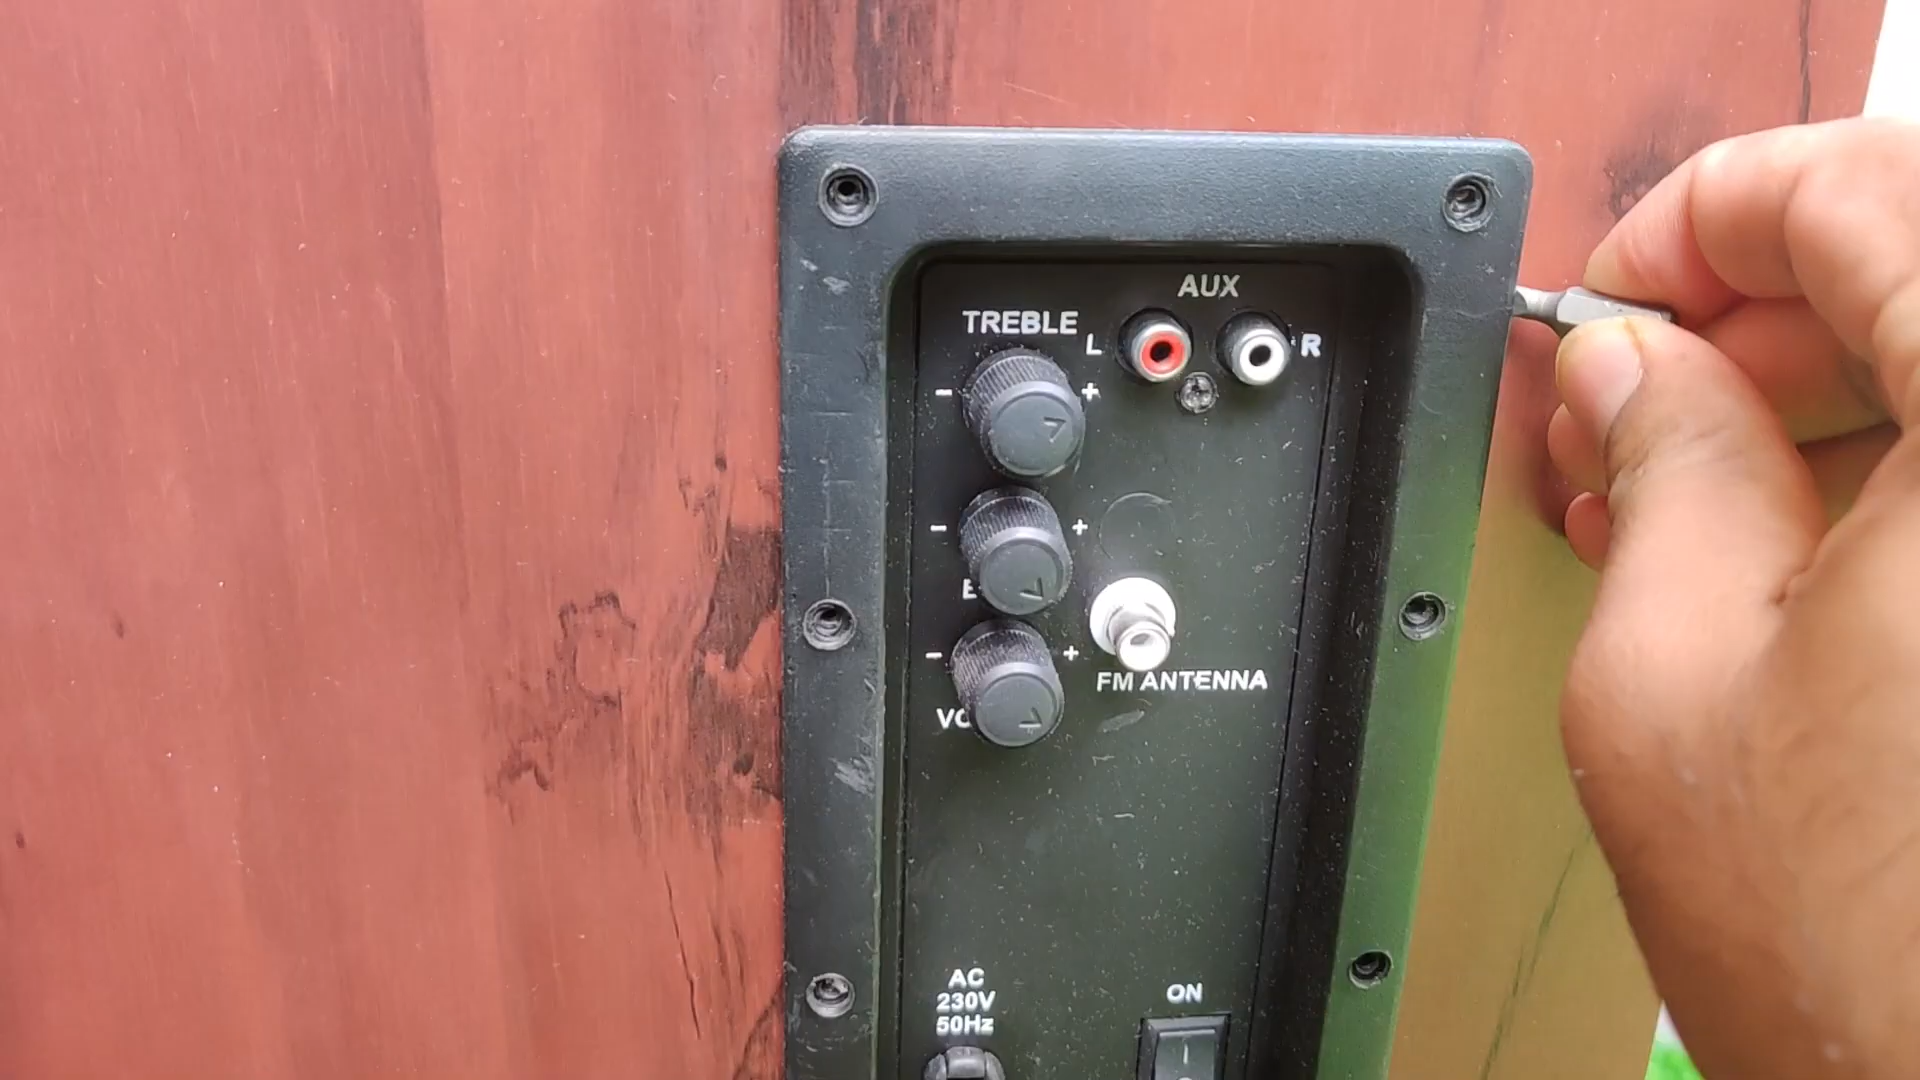 AUX
TREBLE
L
R
- +
- +
- +
FM ANTENNA
AC
230V
50Hz
ON